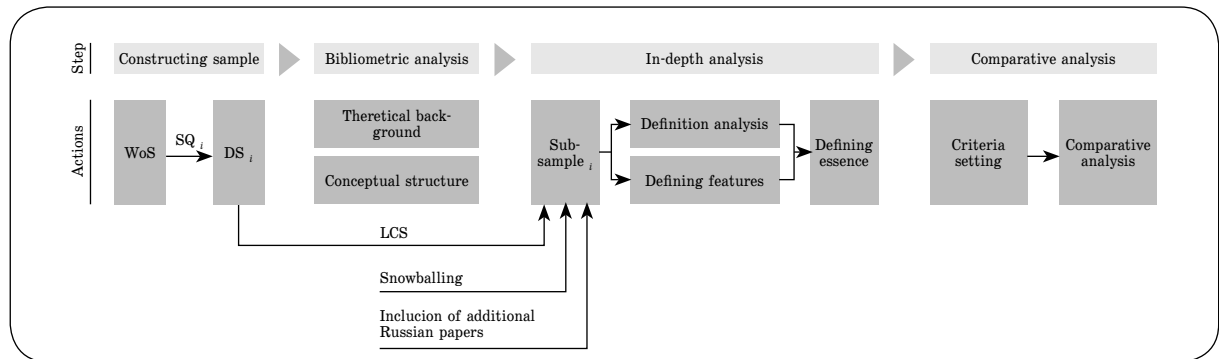 Step
Constructing sample
Bibliometric analysis
In-depth analysis
Comparative analysis
Actions
WoS
SQ i
DS i
Theretical back-
ground
Conceptual structure
Sub-
sample i
Definition analysis
Defining features
Defining
essence
Criteria
setting
Comparative
analysis
LCS
Snowballing
Inclucion of additional
Russian papers